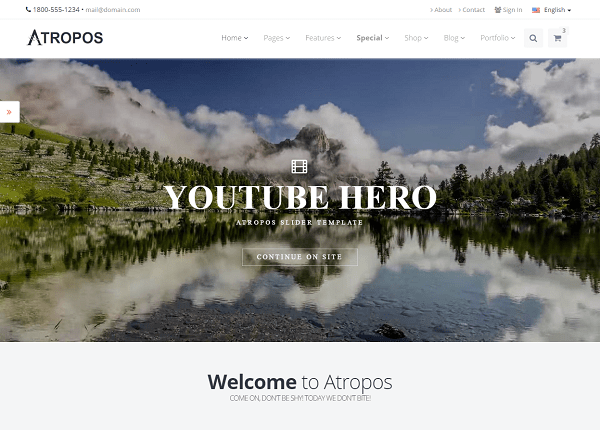 1800-555-1234 • mail@domain.com
About Contact Sign In English
ATROPOS
Home Pages Features Special Shop Blog Portfolio 3
YOUTUBE HERO
ATROPOS SLIDER TEMPLATE
CONTINUE ON SITE
Welcome to Atropos
COME ON, DON'T BE SHY! TODAY WE DON'T BITE!